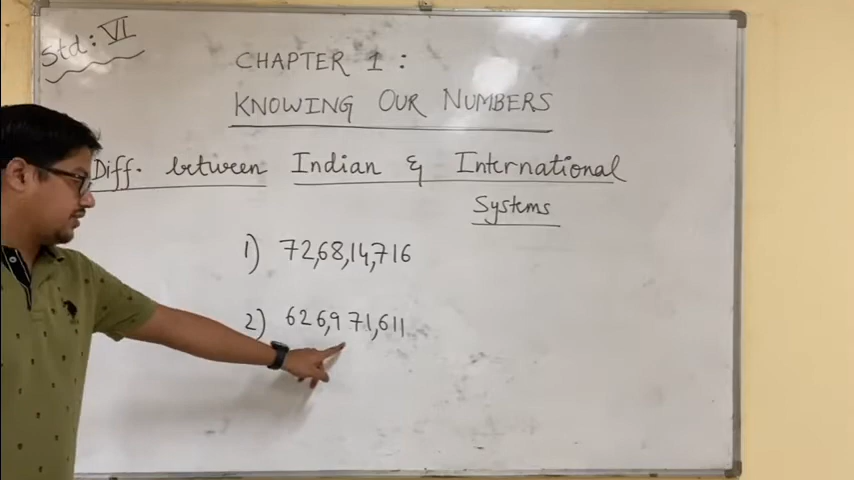 Std: VI
CHAPTER 1 :
KNOWING OUR NUMBERS
Diff. between Indian & International
Systems
1) 72,68,14,716
2) 626,971,611